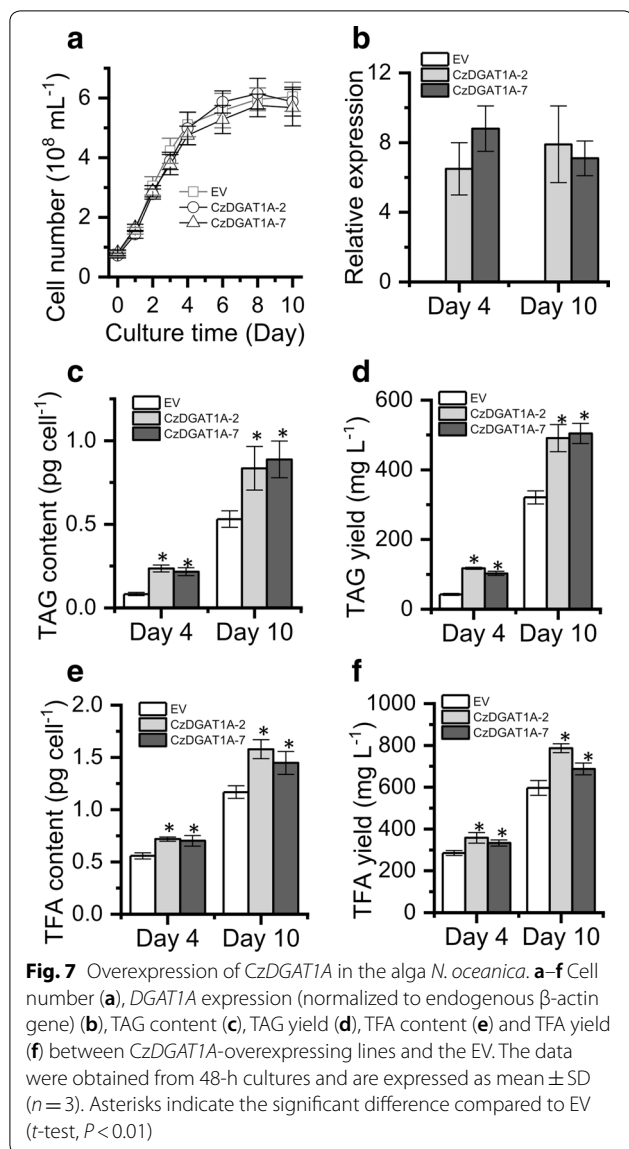 a
Cell number (10⁸ mL⁻¹)
6
4
2
0
EV
CzDGAT1A-2
CzDGAT1A-7
0 2 4 6 8 10
Culture time (Day)
b
Relative expression
12
9
6
3
0
EV
CzDGAT1A-2
CzDGAT1A-7
Day 4 Day 10
c
TAG content (pg cell⁻¹)
1.0
0.5
0.0
EV
CzDGAT1A-2
CzDGAT1A-7
* * * *
Day 4 Day 10
d
TAG yield (mg L⁻¹)
600
400
200
0
EV
CzDGAT1A-2
CzDGAT1A-7
* * * *
Day 4 Day 10
e
TFA content (pg cell⁻¹)
2.0
1.5
1.0
0.5
0.0
EV
CzDGAT1A-2
CzDGAT1A-7
* * * *
Day 4 Day 10
f
TFA yield (mg L⁻¹)
1000
800
600
400
200
0
EV
CzDGAT1A-2
CzDGAT1A-7
* * * *
Day 4 Day 10
Fig. 7 Overexpression of CzDGAT1A in the alga N. oceanica. a–f Cell
number (a), DGAT1A expression (normalized to endogenous β-actin
gene) (b), TAG content (c), TAG yield (d), TFA content (e) and TFA yield
(f) between CzDGAT1A-overexpressing lines and the EV. The data
were obtained from 48-h cultures and are expressed as mean ± SD
(n = 3). Asterisks indicate the significant difference compared to EV
(t-test, P < 0.01)